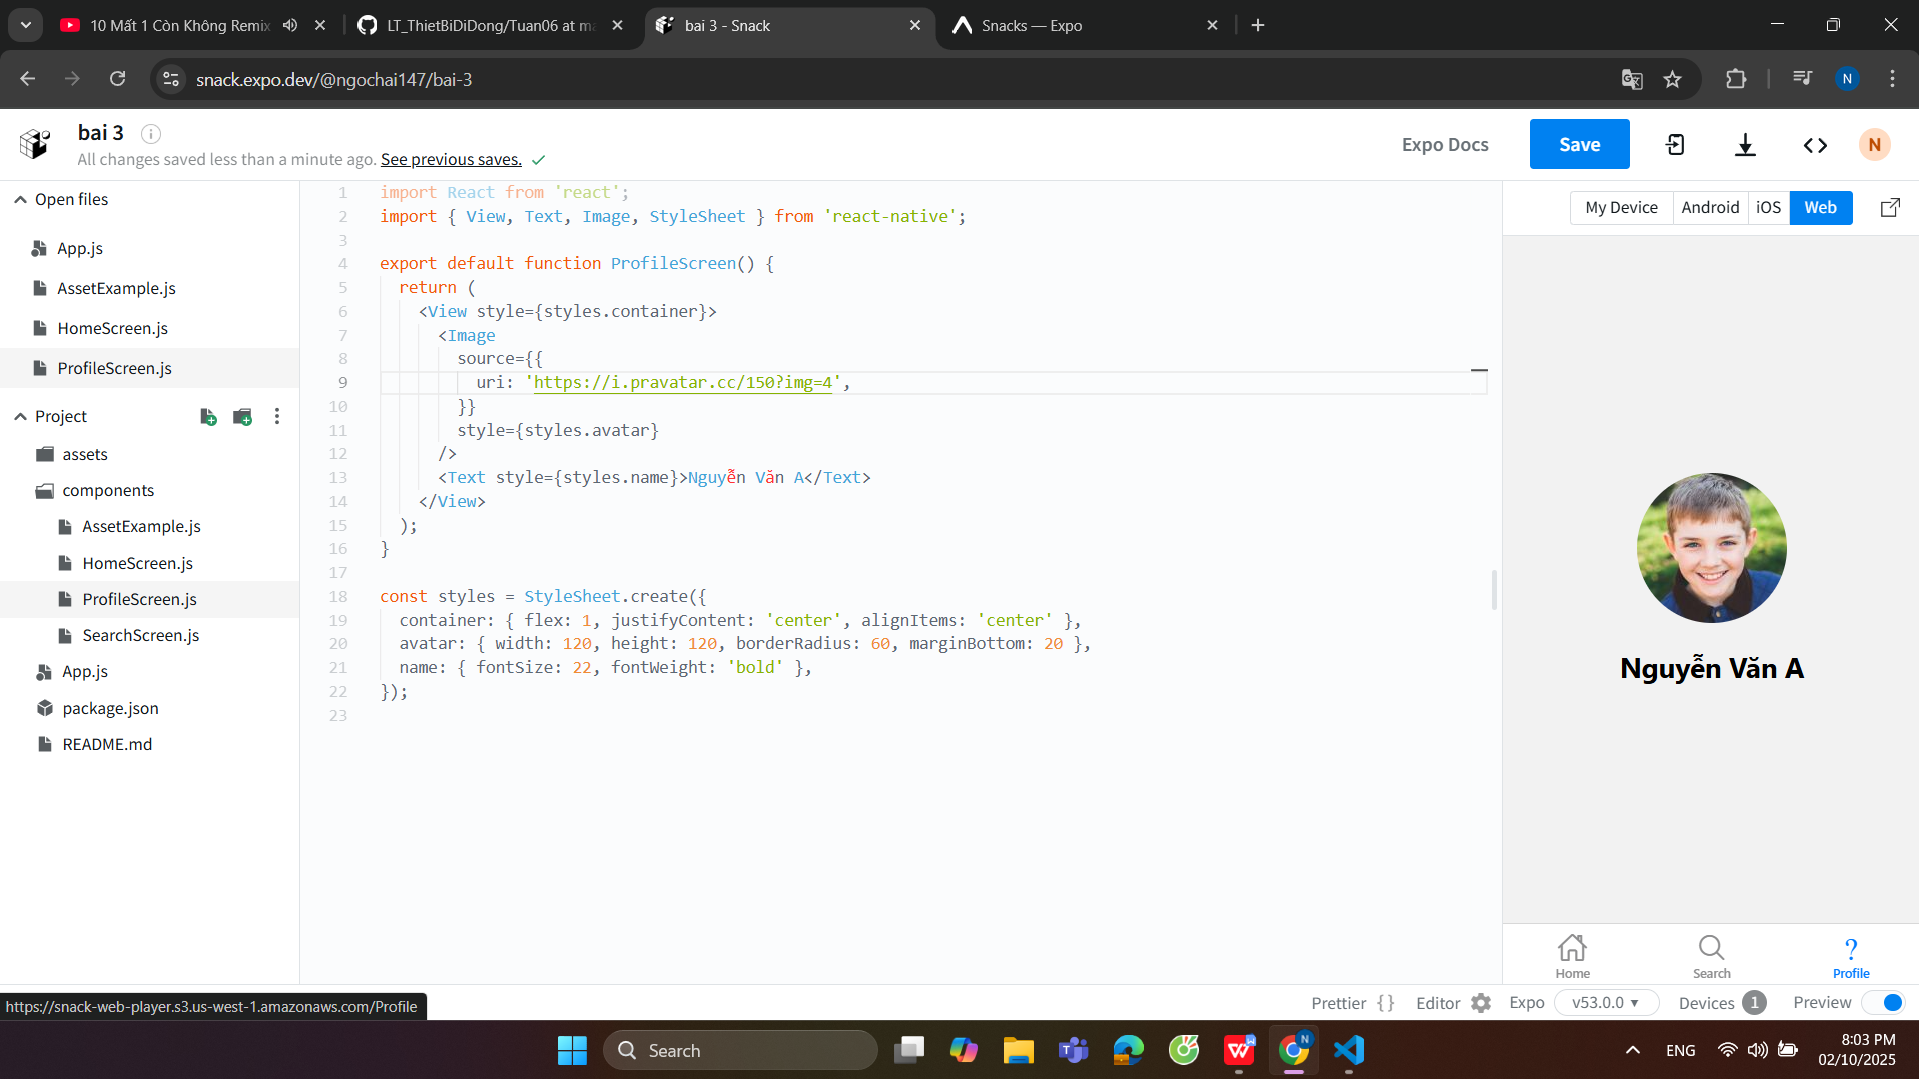 10 Mất 1 Còn Không Remix
LT_ThietBiDiDong/Tuan06 at ma
bai 3 - Snack
Snacks — Expo
snack.expo.dev/@ngochai147/bai-3
N
bai 3
All changes saved less than a minute ago. See previous saves.
Expo Docs
Save
N
Open files
App.js
AssetExample.js
HomeScreen.js
ProfileScreen.js
Project
assets
components
AssetExample.js
HomeScreen.js
ProfileScreen.js
SearchScreen.js
App.js
package.json
README.md
1 import React from 'react';
2 import { View, Text, Image, StyleSheet } from 'react-native';
3
4 export default function ProfileScreen() {
5 return (
6 <View style={styles.container}>
7 <Image
8 source={{
9 uri: 'https://i.pravatar.cc/150?img=4',
10 }}
11 style={styles.avatar}
12 />
13 <Text style={styles.name}>Nguyễn Văn A</Text>
14 </View>
15 );
16 }
17
18 const styles = StyleSheet.create({
19 container: { flex: 1, justifyContent: 'center', alignItems: 'center' },
20 avatar: { width: 120, height: 120, borderRadius: 60, marginBottom: 20 },
21 name: { fontSize: 22, fontWeight: 'bold' },
22 });
23
My Device Android iOS Web
Nguyễn Văn A
Home
Search
? Profile
https://snack-web-player.s3.us-west-1.amazonaws.com/Profile
Prettier { } Editor Expo v53.0.0 Devices 1 Preview
Search
N
ENG
8:03 PM
02/10/2025